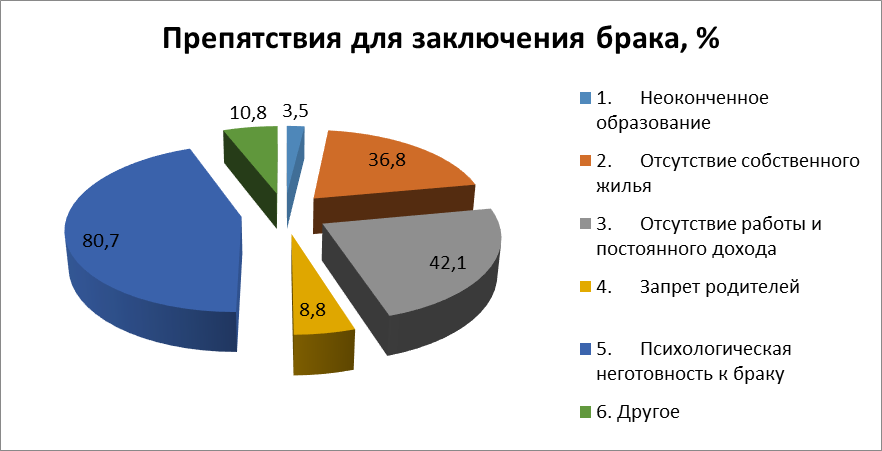 Препятствия для заключения брака, %
3,5
36,8
42,1
8,8
80,7
10,8
1. Неоконченное
образование
2. Отсутствие собственного
жилья
3. Отсутствие работы и
постоянного дохода
4. Запрет родителей
5. Психологическая
неготовность к браку
6. Другое